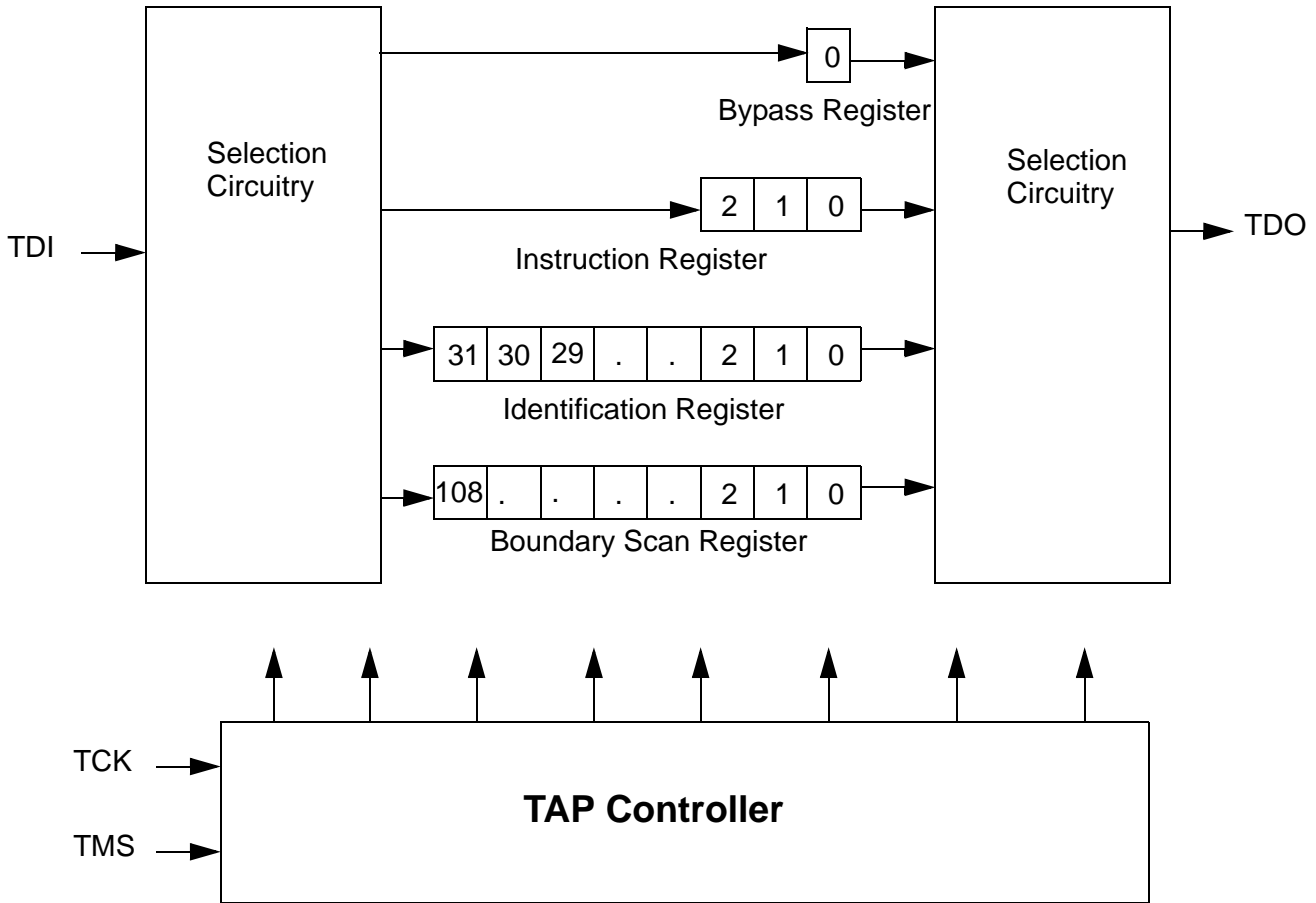 0
Bypass Register
Selection
Circuitry
Selection
Circuitry
2 1 0
TDI
TDO
Instruction Register
31 30 29 . . 2 1 0
Identification Register
108 . . . . 2 1 0
Boundary Scan Register
TCK
TAP Controller
TMS